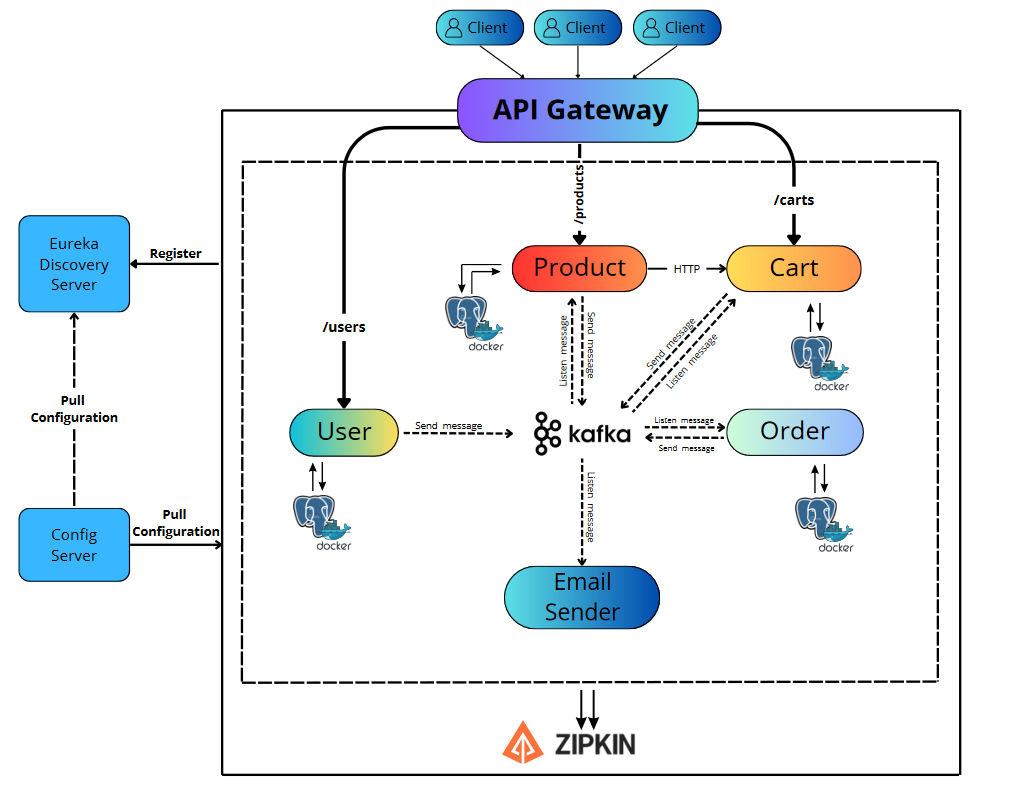 Client
Client
Client
API Gateway
/products
/carts
Eureka
Discovery
Server
Register
Product
HTTP
Cart
/users
docker
Listen message
Send message
Send message
Listen message
docker
Pull
Configuration
User
Send message
kafka
Listen message
Send message
Order
docker
Listen message
docker
Config
Server
Pull
Configuration
Email
Sender
ZIPKIN